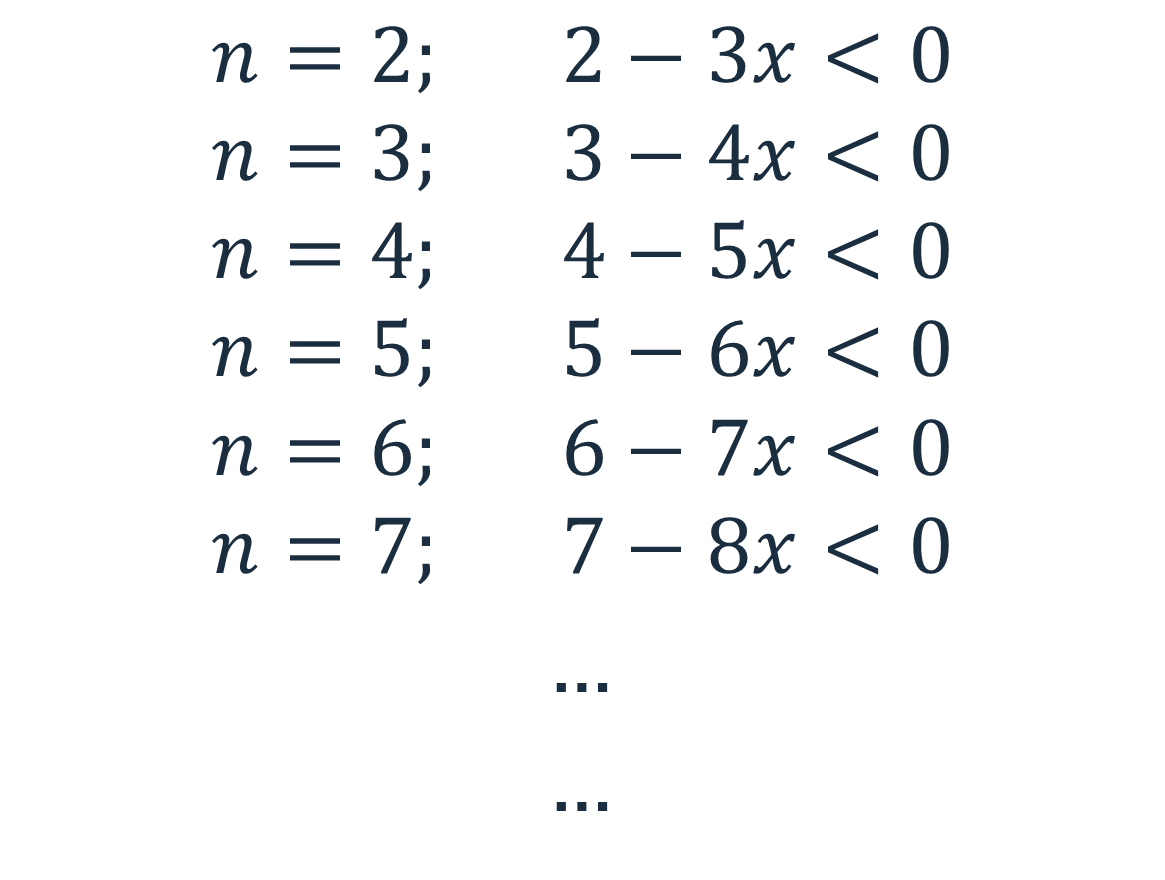 n = 2; 2 − 3x < 0
n = 3; 3 − 4x < 0
n = 4; 4 − 5x < 0
n = 5; 5 − 6x < 0
n = 6; 6 − 7x < 0
n = 7; 7 − 8x < 0
...
...